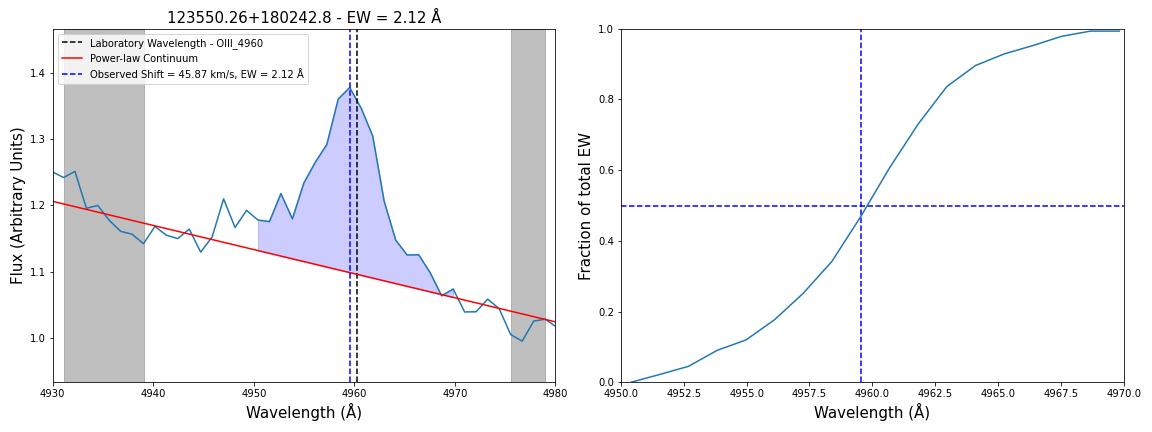 123550.26+180242.8 - EW = 2.12 Å
Laboratory Wavelength - OIII_4960
Power-law Continuum
Observed Shift = 45.87 km/s, EW = 2.12 Å
Flux (Arbitrary Units)
1.4
1.3
1.2
1.1
1.0
4930 4940 4950 4960 4970 4980
Wavelength (Å)
Fraction of total EW
1.0
0.8
0.6
0.4
0.2
0.0
4950.0 4952.5 4955.0 4957.5 4960.0 4962.5 4965.0 4967.5 4970.0
Wavelength (Å)